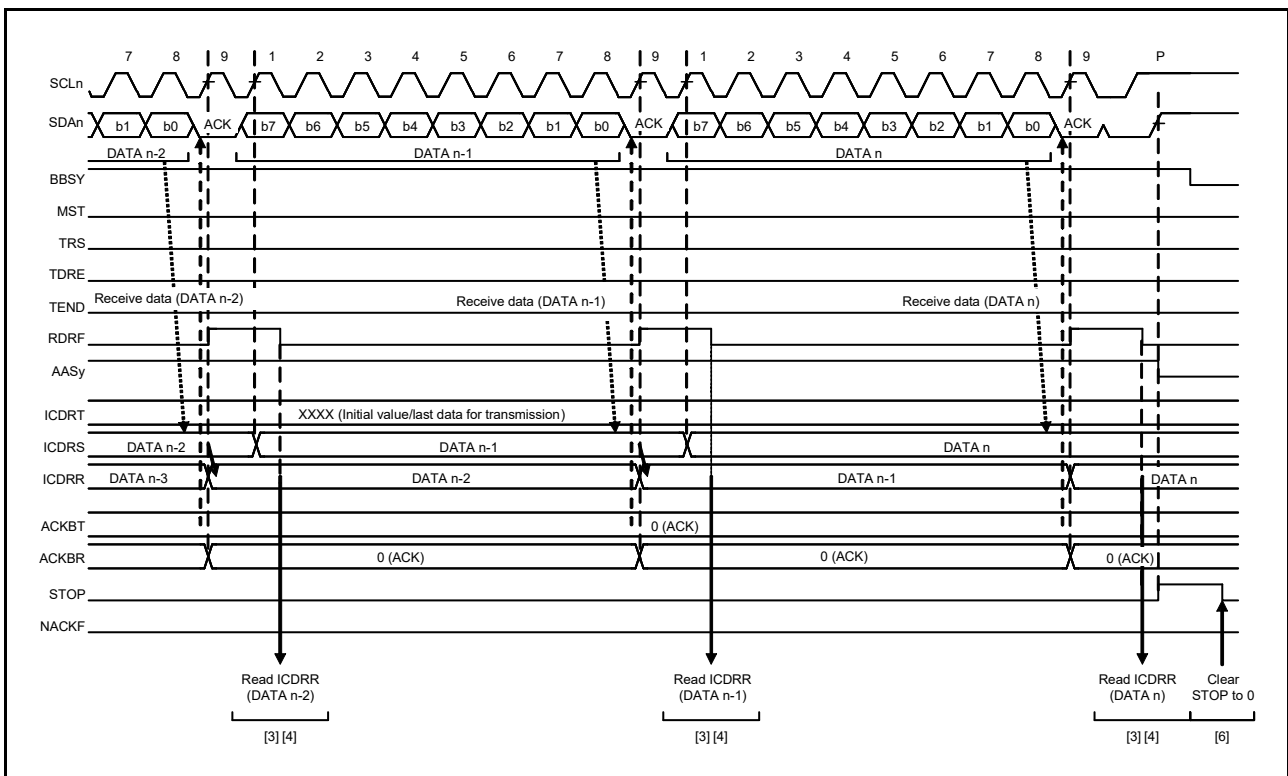 7 8 9 1 2 3 4 5 6 7 8 9 1 2 3 4 5 6 7 8 9 P
SCLn
SDAn b1 b0 ACK b7 b6 b5 b4 b3 b2 b1 b0 ACK b7 b6 b5 b4 b3 b2 b1 b0 ACK
DATA n-2 DATA n-1 DATA n
BBSY
MST
TRS
TDRE
Receive data (DATA n-2) Receive data (DATA n-1) Receive data (DATA n)
TEND
RDRF
AASy
ICDRT XXXX (Initial value/last data for transmission)
ICDRS DATA n-2 DATA n-1 DATA n
ICDRR DATA n-3 DATA n-2 DATA n-1 DATA n
ACKBT 0 (ACK)
ACKBR 0 (ACK) 0 (ACK) 0 (ACK)
STOP
NACKF
Read ICDRR Read ICDRR Read ICDRR Clear
(DATA n-2) (DATA n-1) (DATA n) STOP to 0
[3] [4] [3] [4] [3] [4] [6]